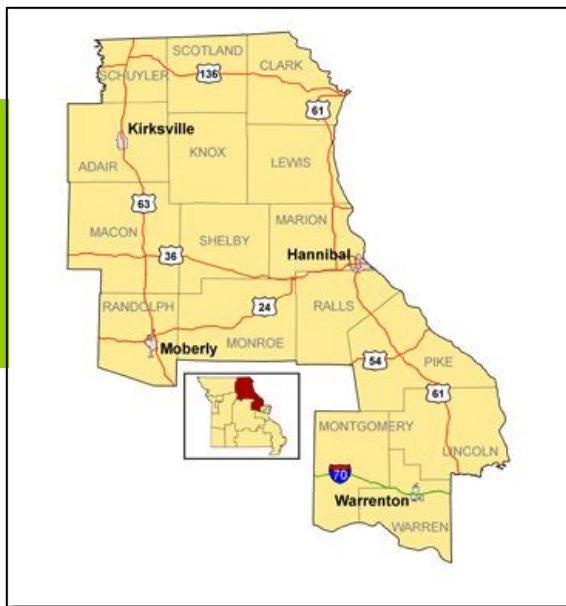 SCOTLAND
CLARK
SCHUYLER
136
61
Kirksville
KNOX
LEWIS
ADAIR
63
MARION
MACON
SHELBY
36
Hannibal
RANDOLPH
24
RALLS
Moberly
MONROE
54
PIKE
61
MONTGOMERY
LINCOLN
70
Warrenton
WARREN